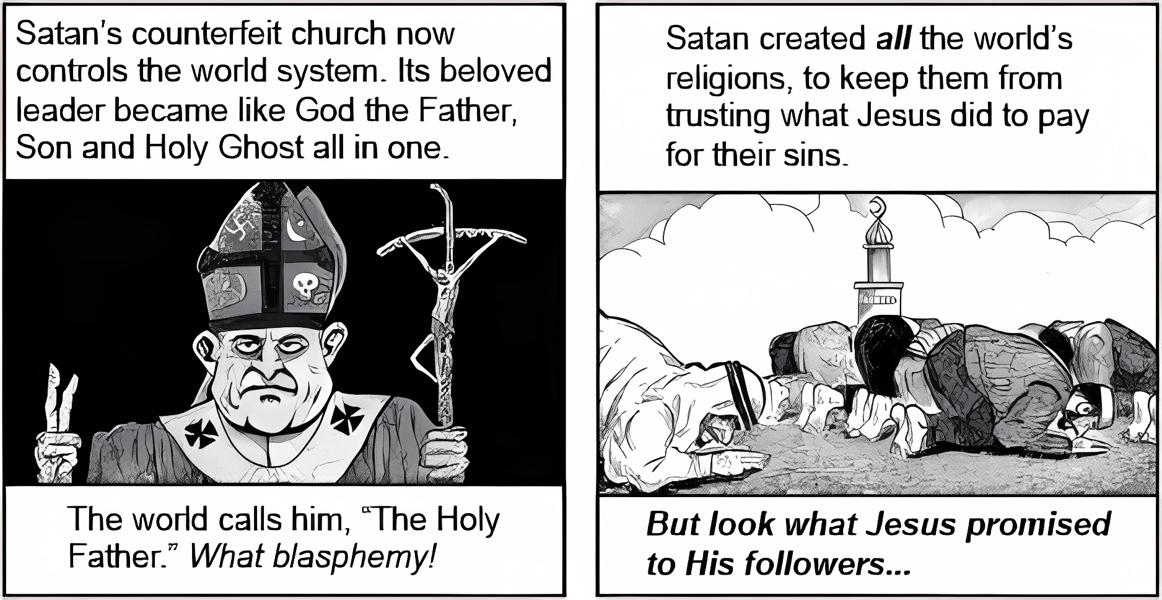 Satan's counterfeit church now
controls the world system. Its beloved
leader became like God the Father,
Son and Holy Ghost all in one.
The world calls him, "The Holy
Father." What blasphemy!
Satan created all the world's
religions, to keep them from
trusting what Jesus did to pay
for their sins.
But look what Jesus promised
to His followers...